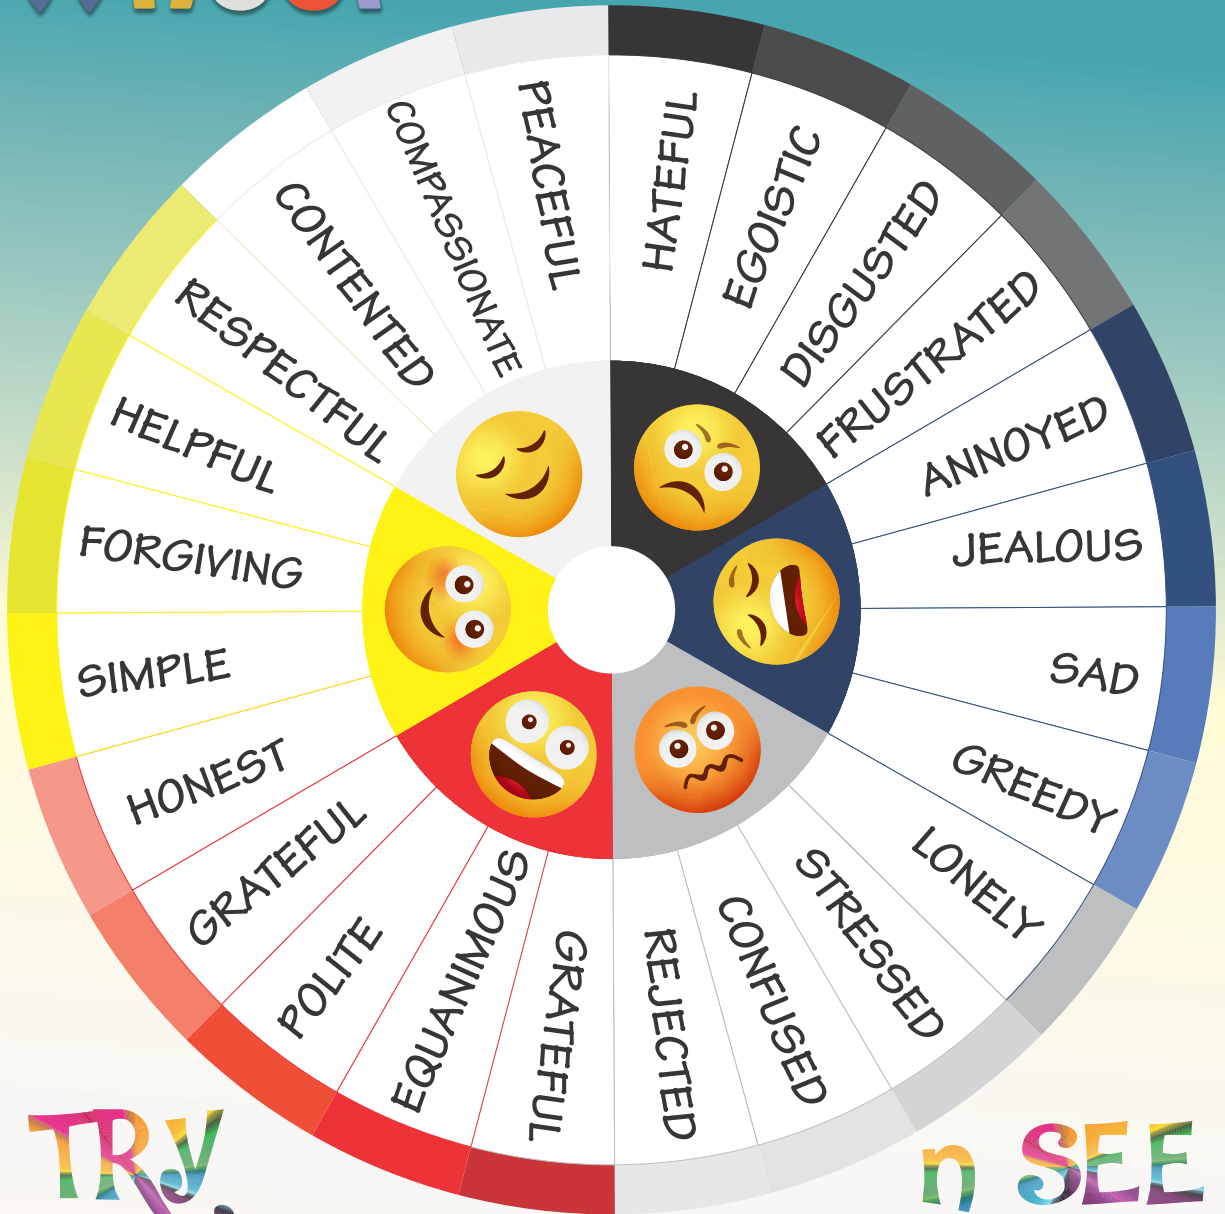 HATEFUL
EGOISTIC
DISGUSTED
FRUSTRATED
ANNOYED
JEALOUS
SAD
GREEDY
LONELY
STRESSED
CONFUSED
REJECTED
GRATEFUL
EQUANIMOUS
POLITE
GRATEFUL
HONEST
SIMPLE
FORGIVING
HELPFUL
RESPECTFUL
CONTENTED
COMPASSIONATE
PEACEFUL
TRY,
n SEE